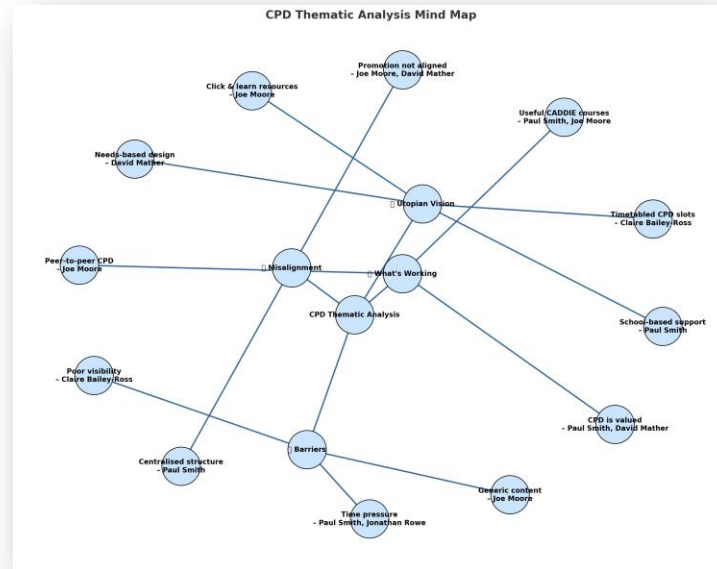 CPD Thematic Analysis Mind Map
Promotion not aligned
– Joe Moore, David Mather
Click & learn resources
– Joe Moore
Useful CADDIE courses
– Paul Smith, Joe Moore
Needs-based design
– David Mather
Utopian Vision
Timetabled CPD slots
– Claire Bailey-Ross
Peer-to-peer CPD
– Joe Moore
Misalignment
What's Working
CPD Thematic Analysis
School-based support
– Paul Smith
Poor visibility
– Claire Bailey-Ross
CPD is valued
– Paul Smith, David Mather
Barriers
Centralised structure
– Paul Smith
Generic content
– Joe Moore
Time pressure
– Paul Smith, Jonathan Rowe